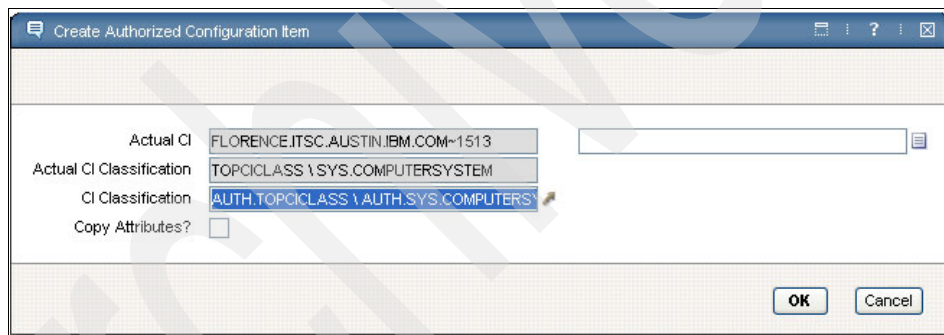 Create Authorized Configuration Item
?
Actual CI FLORENCE.ITSC.AUSTIN.IBM.COM~1513
Actual CI Classification TOPCICLASS \ SYS.COMPUTERSYSTEM
CI Classification AUTH.TOPCICLASS \ AUTH.SYS.COMPUTERSY
Copy Attributes?
OK Cancel